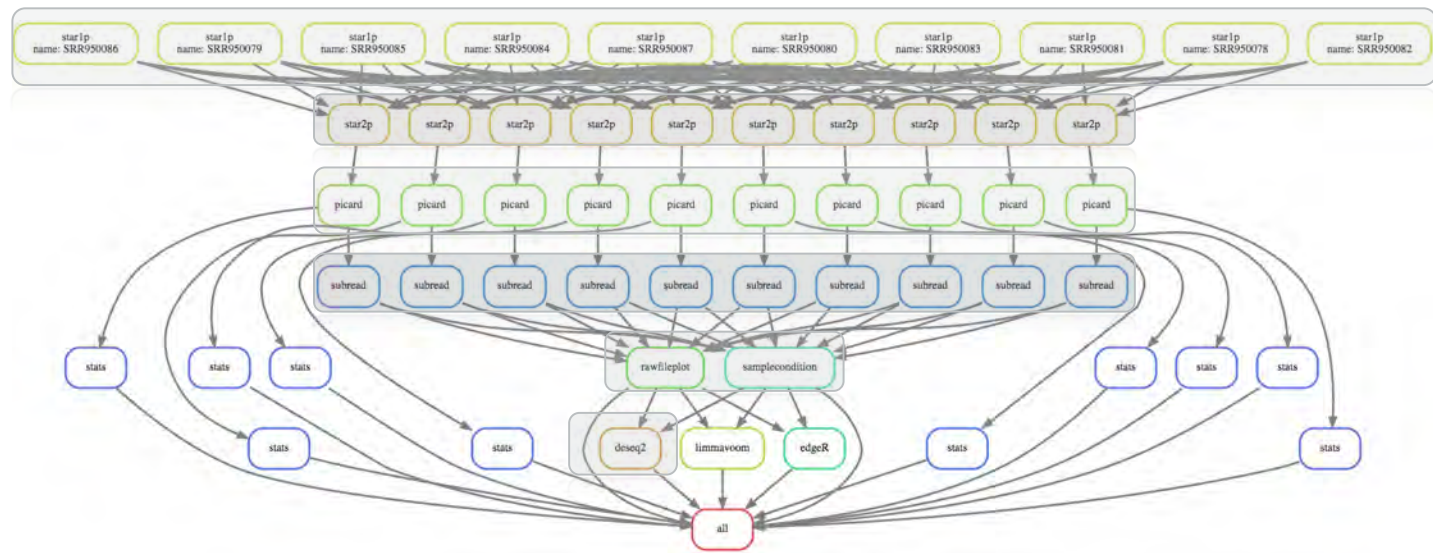 star1p
name: SRR950086
star1p
name: SRR950079
star1p
name: SRR950085
star1p
name: SRR950084
star1p
name: SRR950087
star1p
name: SRR950080
star1p
name: SRR950083
star1p
name: SRR950081
star1p
name: SRR950078
star1p
name: SRR950082
star2p
star2p
star2p
star2p
star2p
star2p
star2p
star2p
star2p
star2p
picard
picard
picard
picard
picard
picard
picard
picard
picard
picard
subread
subread
subread
subread
subread
subread
subread
subread
subread
subread
stats
stats
stats
rawfileplot
samplecondition
stats
stats
stats
stats
stats
deseq2
limmavoom
edgeR
stats
stats
all